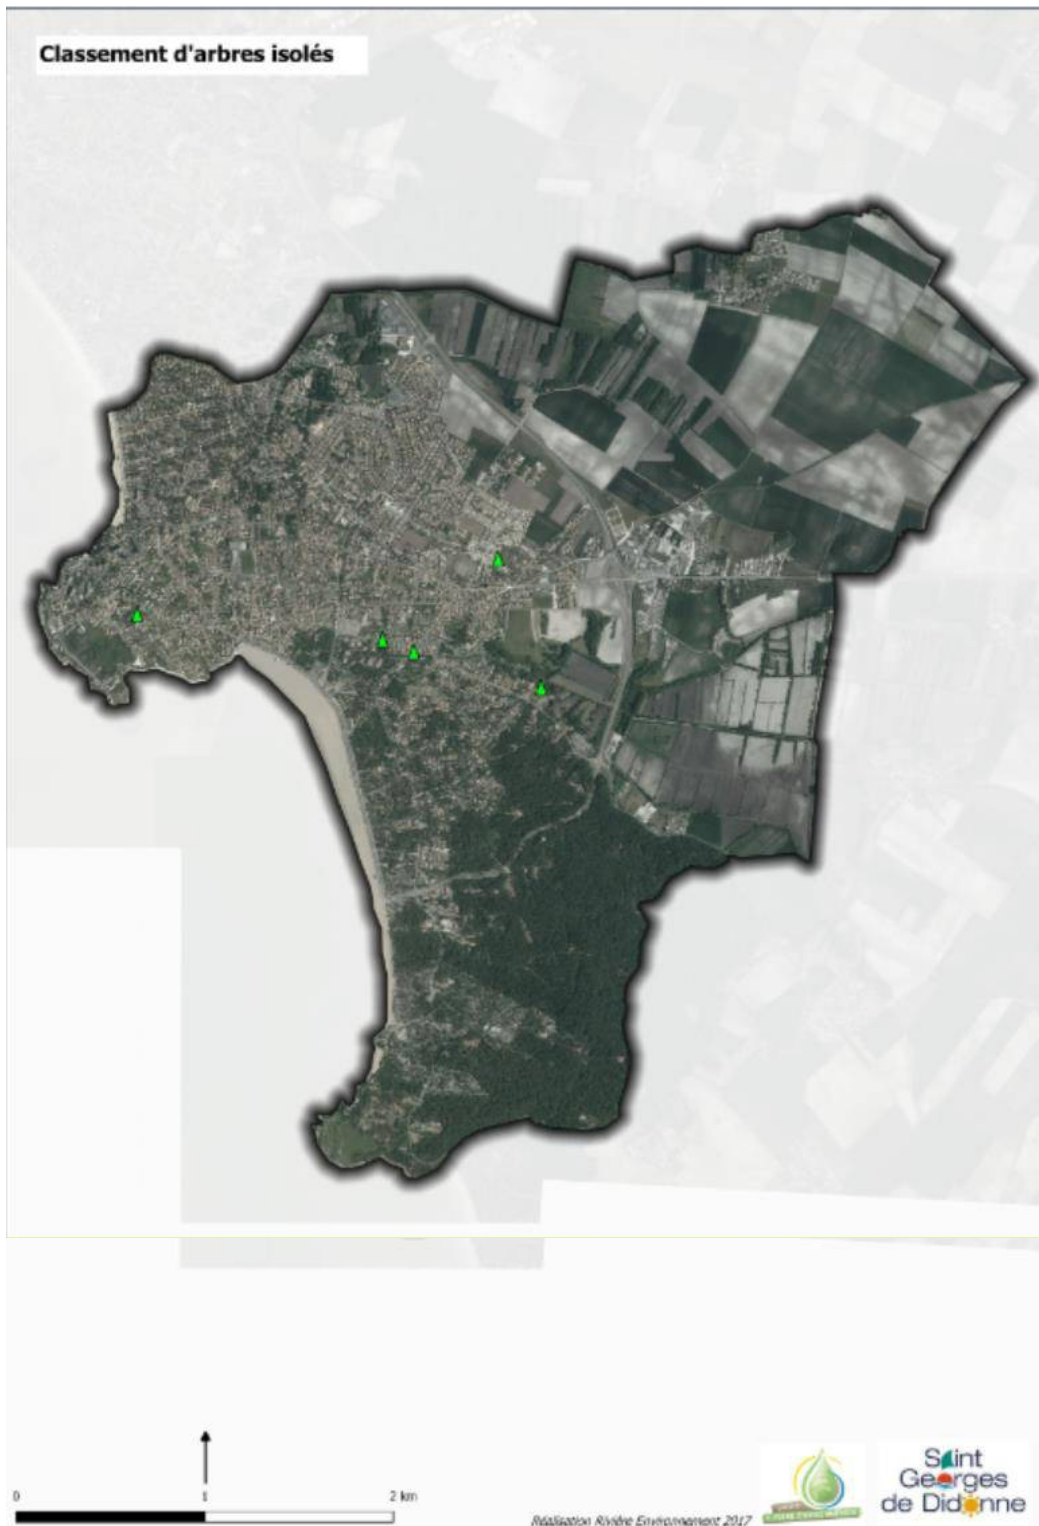 Classement d'arbres isolés
0 1 2 km
Réalisation Rivière Environnement 2017
Saint
Georges
de Didonne